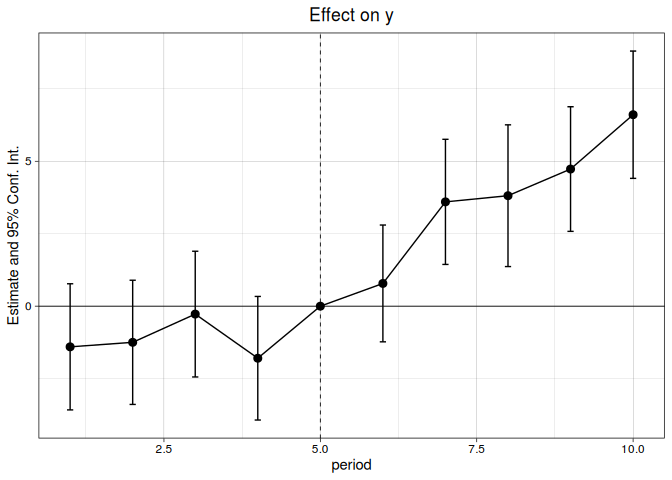 Effect on y
Estimate and 95% Conf. Int.
5
0
2.5
5.0
7.5
10.0
period